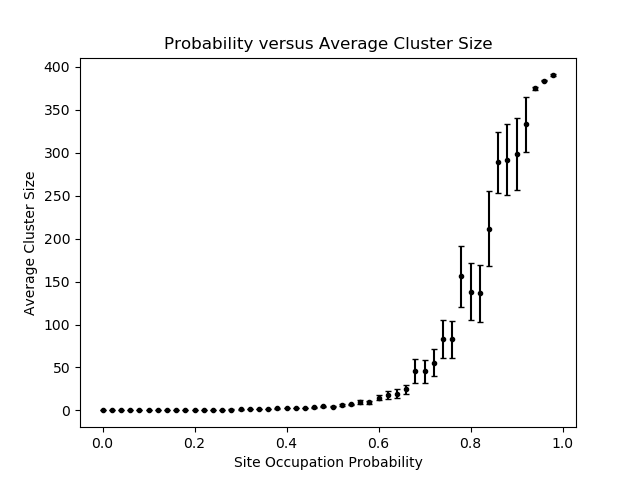 Probability versus Average Cluster Size
400
350
300
250
200
150
100
50
0
Average Cluster Size
0.0 0.2 0.4 0.6 0.8 1.0
Site Occupation Probability